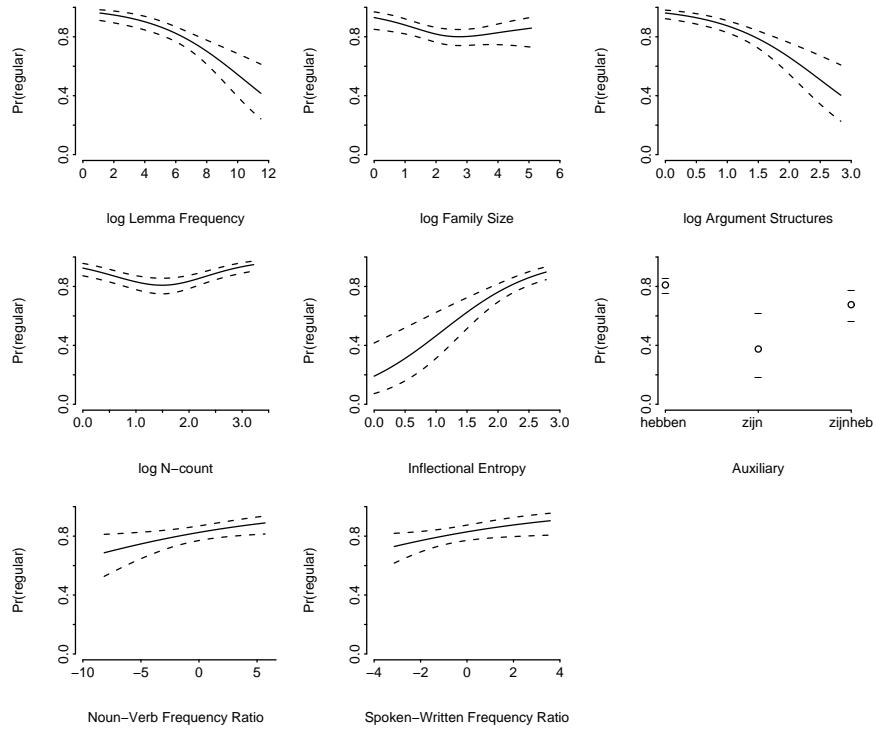 Pr(regular)
0.0 0.4 0.8
0 2 4 6 8 10 12
log Lemma Frequency
Pr(regular)
0.0 0.4 0.8
0 1 2 3 4 5 6
log Family Size
Pr(regular)
0.0 0.4 0.8
0.0 0.5 1.0 1.5 2.0 2.5 3.0
log Argument Structures
Pr(regular)
0.0 0.4 0.8
0.0 1.0 2.0 3.0
log N−count
Pr(regular)
0.0 0.4 0.8
0.0 0.5 1.0 1.5 2.0 2.5 3.0
Inflectional Entropy
Pr(regular)
0.0 0.4 0.8
hebben zijn zijnheb
Auxiliary
Pr(regular)
0.0 0.4 0.8
−10 −5 0 5
Noun−Verb Frequency Ratio
Pr(regular)
0.0 0.4 0.8
−4 −2 0 2 4
Spoken−Written Frequency Ratio